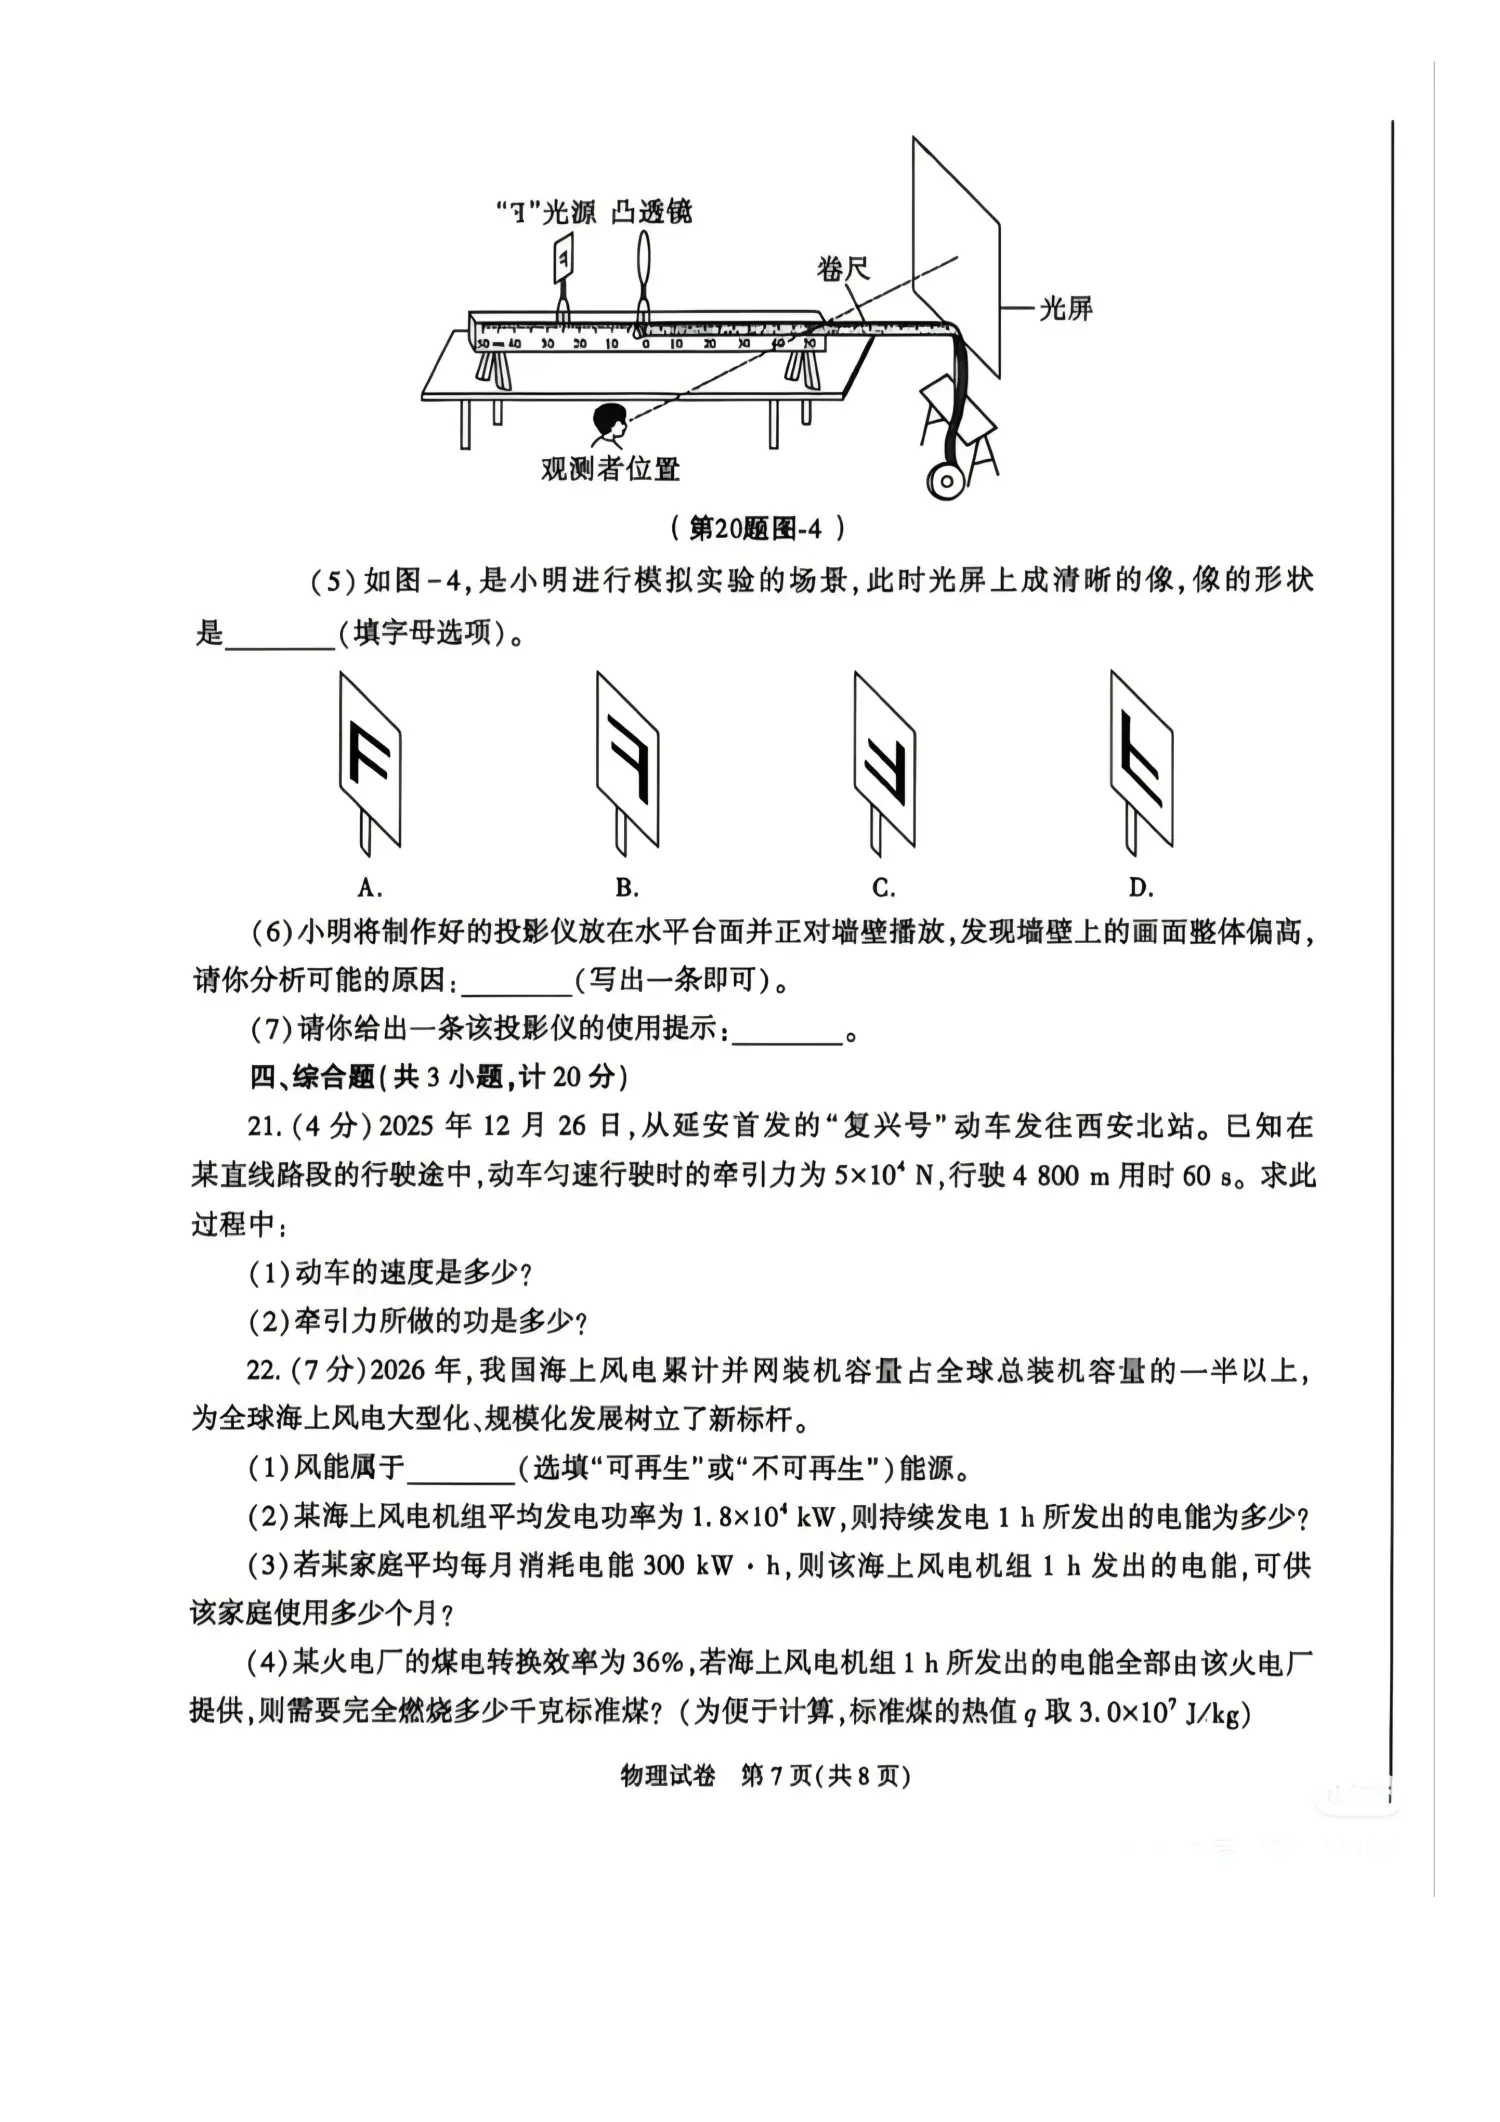 “ꟻ”光源 凸透镜
卷尺
光屏
50 40 30 20 10 0 10 20 30 40 50
观测者位置
(第20题图-4)
(5)如图-4,是小明进行模拟实验的场景,此时光屏上成清晰的像,像的形状
是________(填字母选项)。
A. B. C. D.
(6)小明将制作好的投影仪放在水平台面并正对墙壁播放,发现墙壁上的画面整体偏高,
请你分析可能的原因:________(写出一条即可)。
(7)请你给出一条该投影仪的使用提示:________。
四、综合题(共3小题,计20分)
21.(4分)2025年12月26日,从延安首发的“复兴号”动车发往西安北站。已知在
某直线路段的行驶途中,动车匀速行驶时的牵引力为5×10⁴ N,行驶4 800 m用时60 s。求此
过程中:
(1)动车的速度是多少?
(2)牵引力所做的功是多少?
22.(7分)2026年,我国海上风电累计并网装机容量占全球总装机容量的一半以上,
为全球海上风电大型化、规模化发展树立了新标杆。
(1)风能属于________(选填“可再生”或“不可再生”)能源。
(2)某海上风电机组平均发电功率为1.8×10⁴ kW,则持续发电1 h所发出的电能为多少?
(3)若某家庭平均每月消耗电能300 kW·h,则该海上风电机组1 h发出的电能,可供
该家庭使用多少个月?
(4)某火电厂的煤电转换效率为36%,若海上风电机组1 h所发出的电能全部由该火电厂
提供,则需要完全燃烧多少千克标准煤?(为便于计算,标准煤的热值q取3.0×10⁷ J/kg)
物理试卷 第7页(共8页)